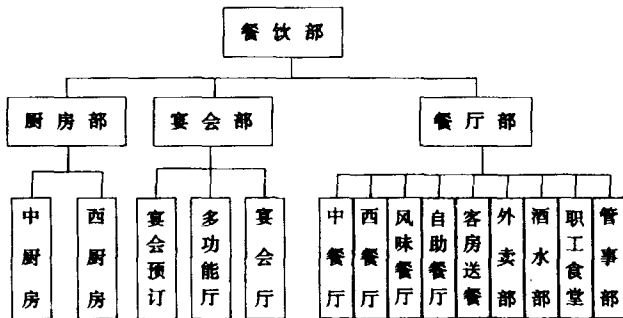 餐饮部
厨房部
宴会部
餐厅部
中厨房
西厨房
宴会预订
多功能厅
宴会厅
中餐厅
西餐厅
风味餐厅
自助餐厅
客房送餐
外卖部
酒水部
职工食堂
管事部